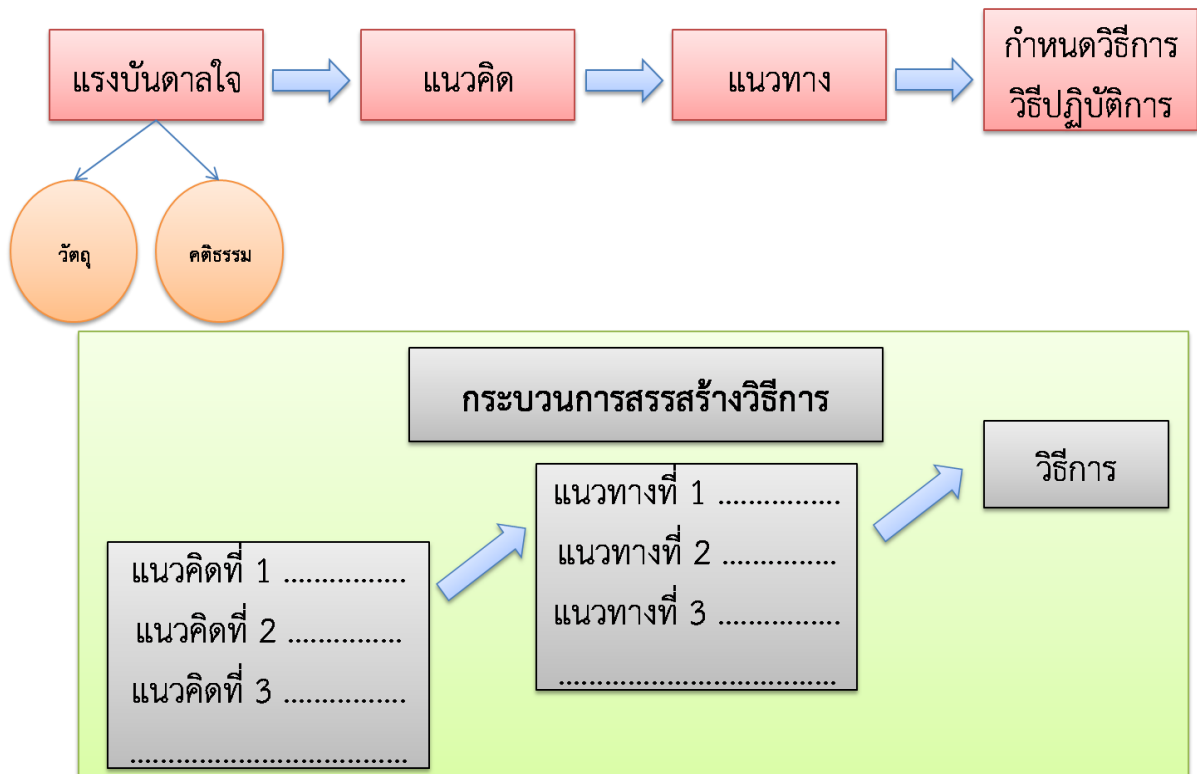 แรงบันดาลใจ
แนวคิด
แนวทาง
กำหนดวิธีการ
วิธีปฏิบัติการ
วัตถุ
คติธรรม
กระบวนการสรรสร้างวิธีการ
วิธีการ
แนวทางที่ 1 ................
แนวทางที่ 2 ...............
แนวทางที่ 3 ................
....................................
แนวคิดที่ 1 ................
แนวคิดที่ 2 ...............
แนวคิดที่ 3 ................
....................................